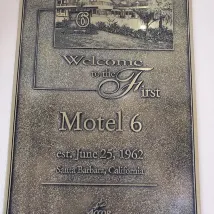 6
Welcome
to the
First
Motel 6
est. June 25, 1962
Santa Barbara, California